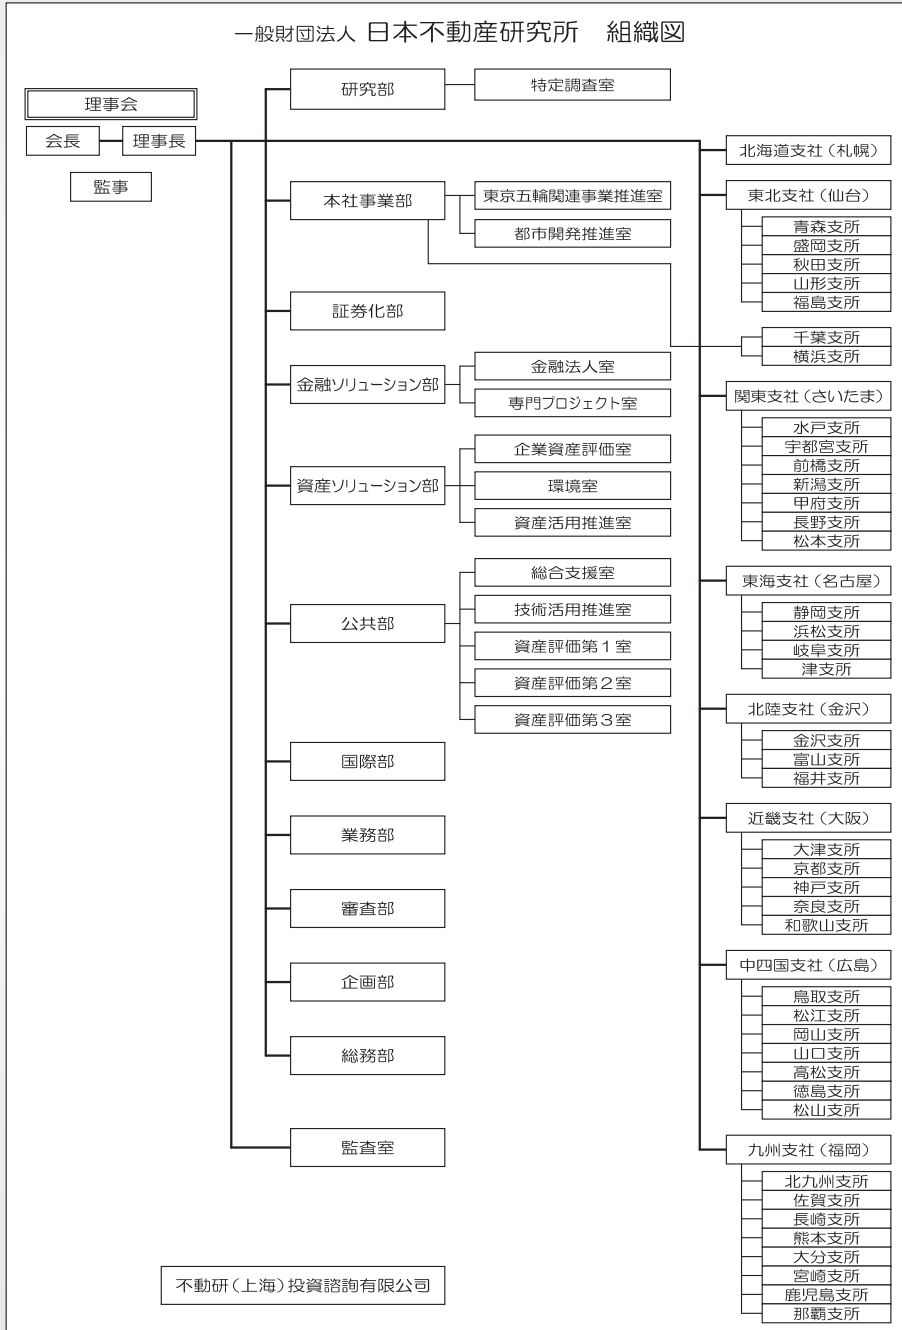 一般財団法人 日本不動産研究所 組織図
理事会
会長
理事長
監事
研究部
特定調査室
本社事業部
東京五輪関連事業推進室
都市開発推進室
証券化部
金融ソリューション部
金融法人室
専門プロジェクト室
資産ソリューション部
企業資産評価室
環境室
資産活用推進室
公共部
総合支援室
技術活用推進室
資産評価第1室
資産評価第2室
資産評価第3室
国際部
業務部
審査部
企画部
総務部
監査室
不動研(上海)投資諮詢有限公司
北海道支社(札幌)
東北支社(仙台)
青森支所
盛岡支所
秋田支所
山形支所
福島支所
千葉支所
横浜支所
関東支社(さいたま)
水戸支所
宇都宮支所
前橋支所
新潟支所
甲府支所
長野支所
松本支所
東海支社(名古屋)
静岡支所
浜松支所
岐阜支所
津支所
北陸支社(金沢)
金沢支所
富山支所
福井支所
近畿支社(大阪)
大津支所
京都支所
神戸支所
奈良支所
和歌山支所
中四国支社(広島)
鳥取支所
松江支所
岡山支所
山口支所
高松支所
徳島支所
松山支所
九州支社(福岡)
北九州支所
佐賀支所
長崎支所
熊本支所
大分支所
宮崎支所
鹿児島支所
那覇支所